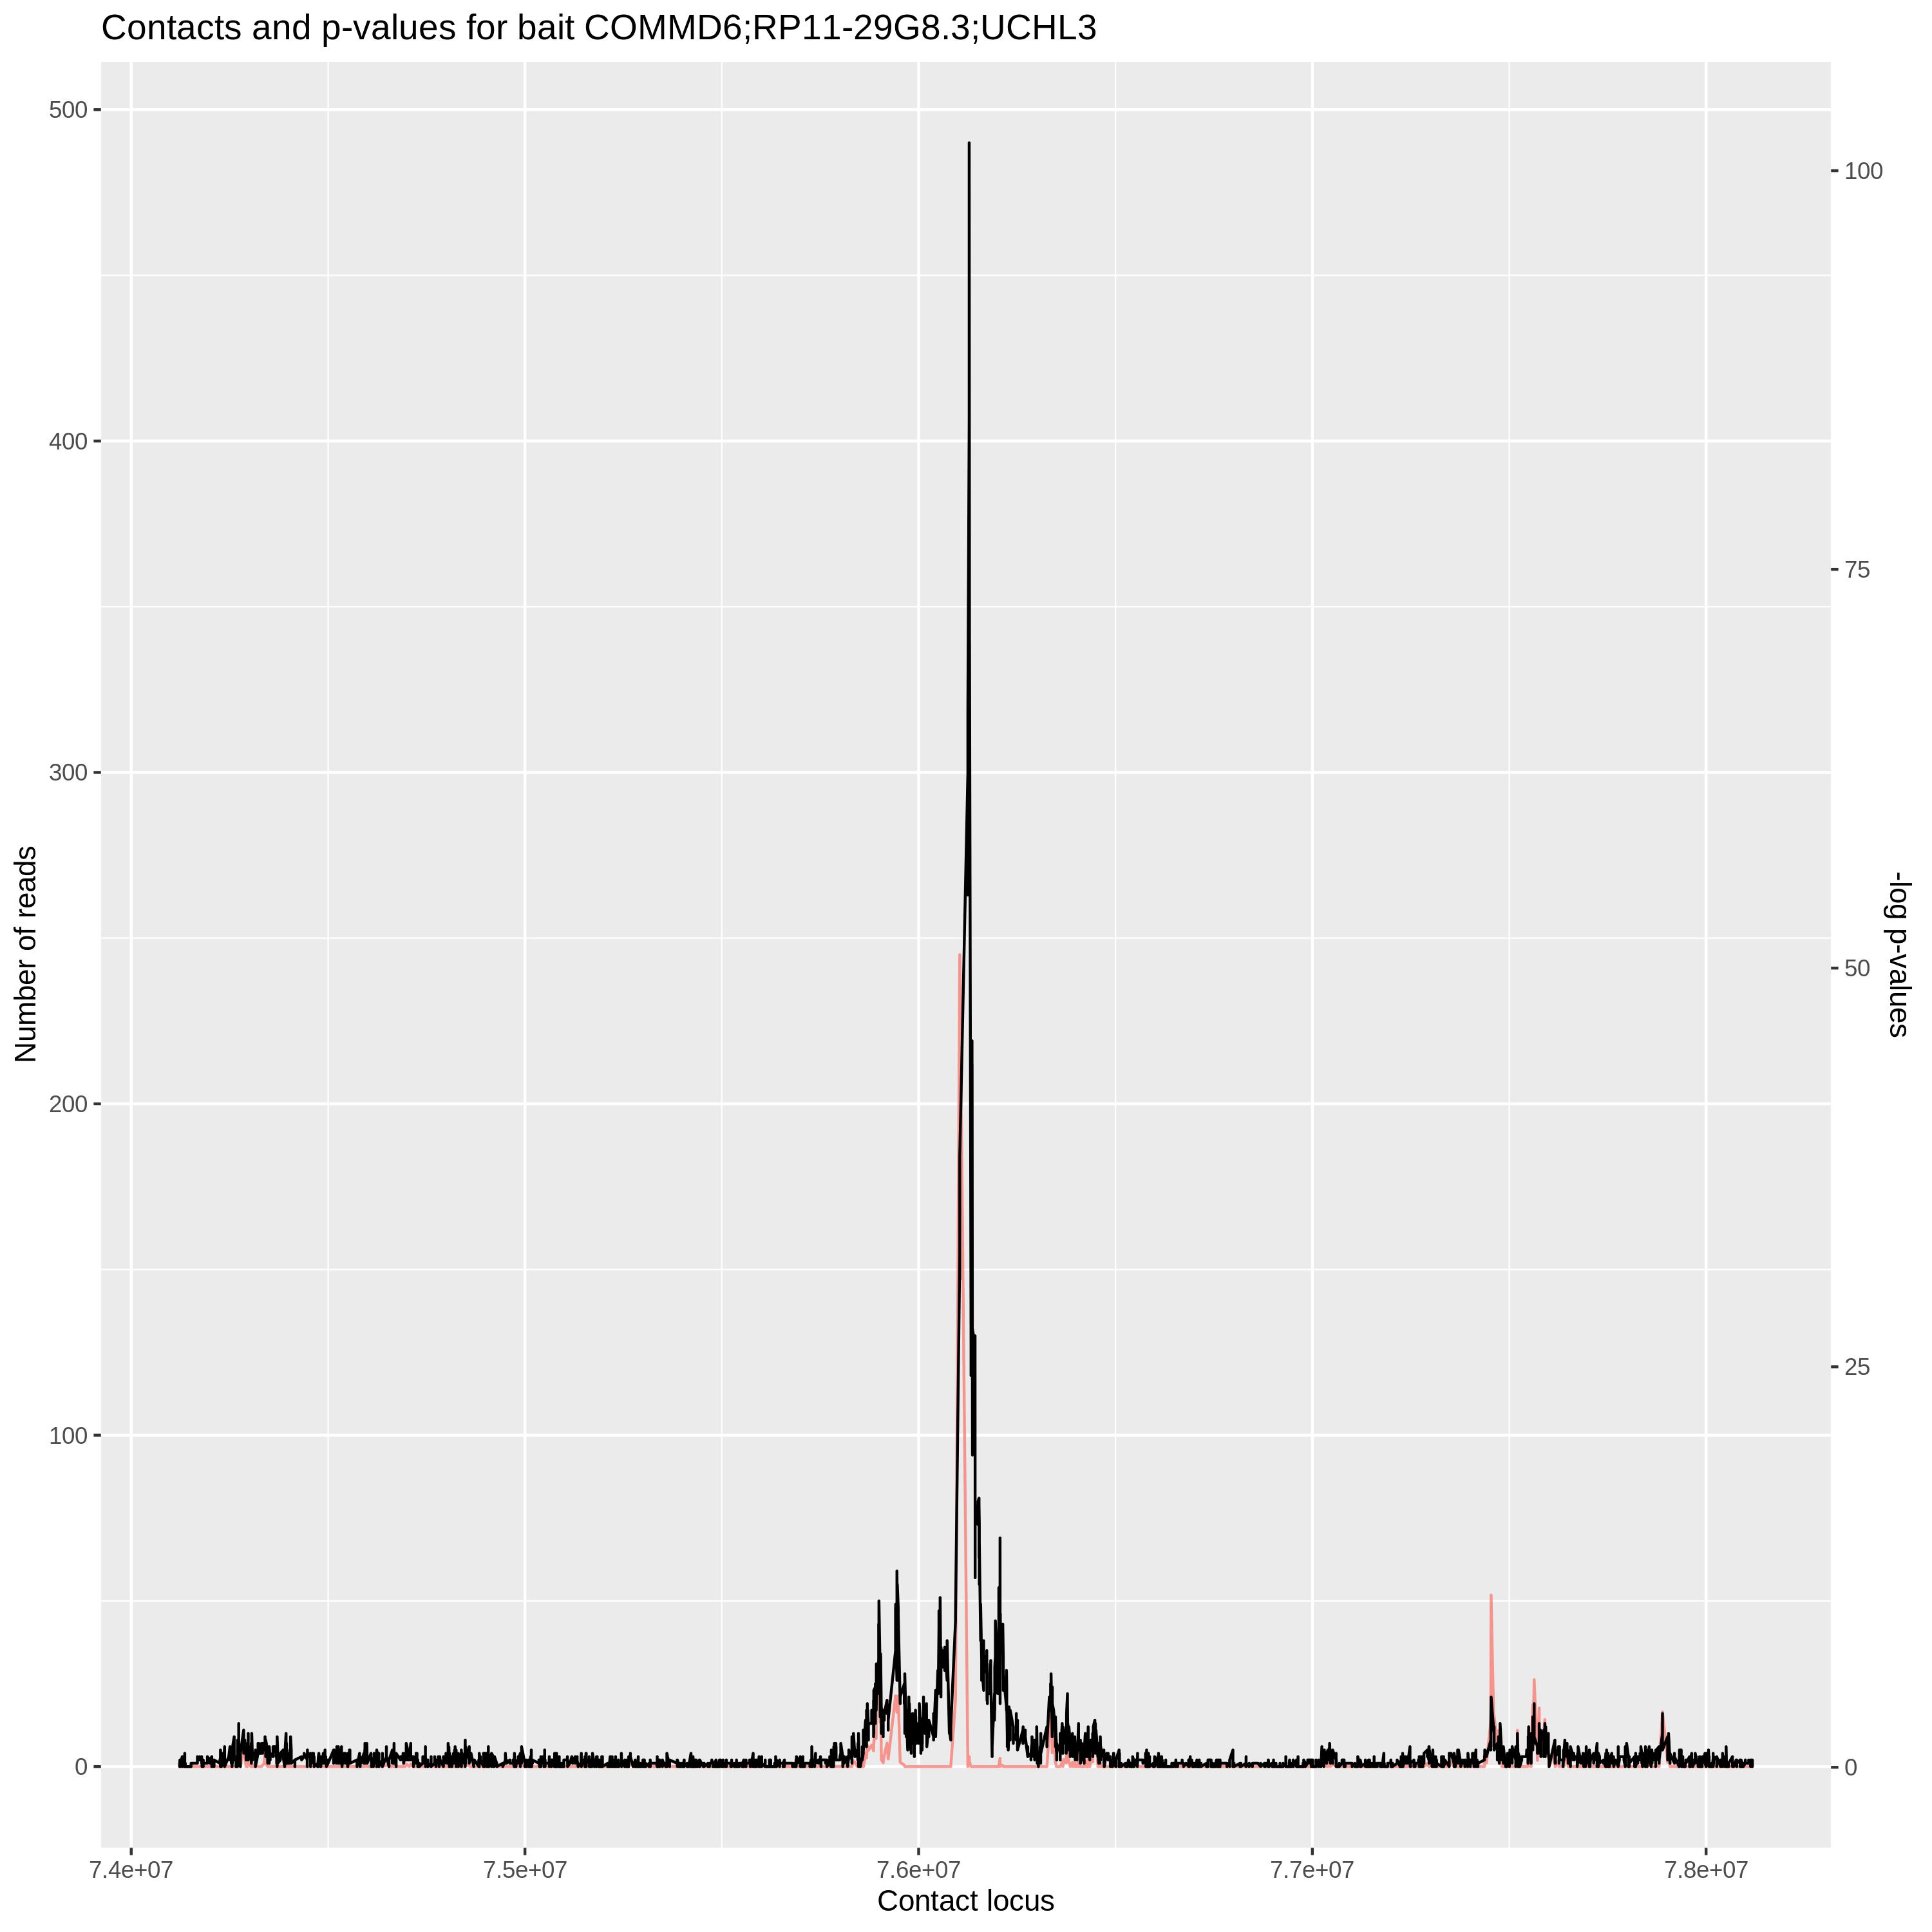 Contacts and p-values for bait COMMD6;RP11-29G8.3;UCHL3
500
400
300
200
100
0
Number of reads
100
75
50
25
0
-log p-values
7.4e+07 7.5e+07 7.6e+07 7.7e+07 7.8e+07
Contact locus